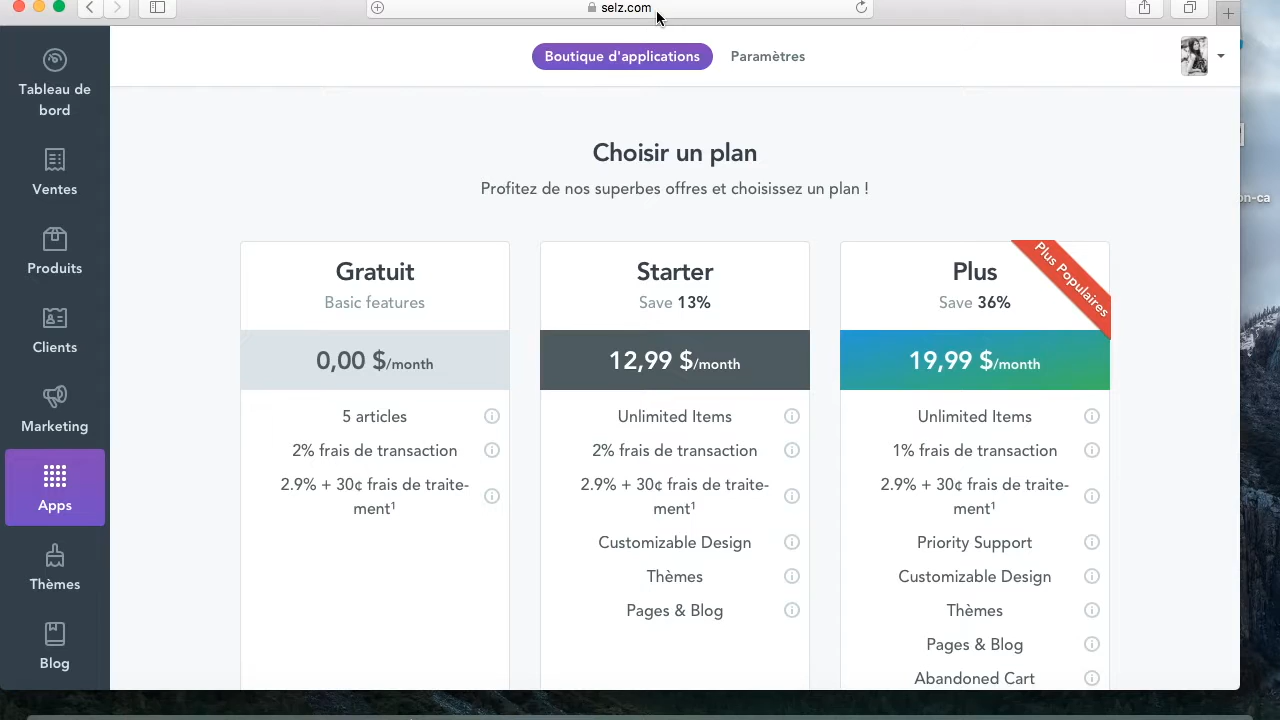 selz.com
Boutique d'applications
Paramètres
Tableau de
bord
Ventes
Produits
Clients
Marketing
Apps
Thèmes
Blog
Choisir un plan
Profitez de nos superbes offres et choisissez un plan !
Gratuit
Basic features
0,00 $/month
5 articles
2% frais de transaction
2.9% + 30¢ frais de traite-
ment¹
Starter
Save 13%
12,99 $/month
Unlimited Items
2% frais de transaction
2.9% + 30¢ frais de traite-
ment¹
Customizable Design
Thèmes
Pages & Blog
Plus
Save 36%
Plus Populaires
19,99 $/month
Unlimited Items
1% frais de transaction
2.9% + 30¢ frais de traite-
ment¹
Priority Support
Customizable Design
Thèmes
Pages & Blog
Abandoned Cart
on-ca